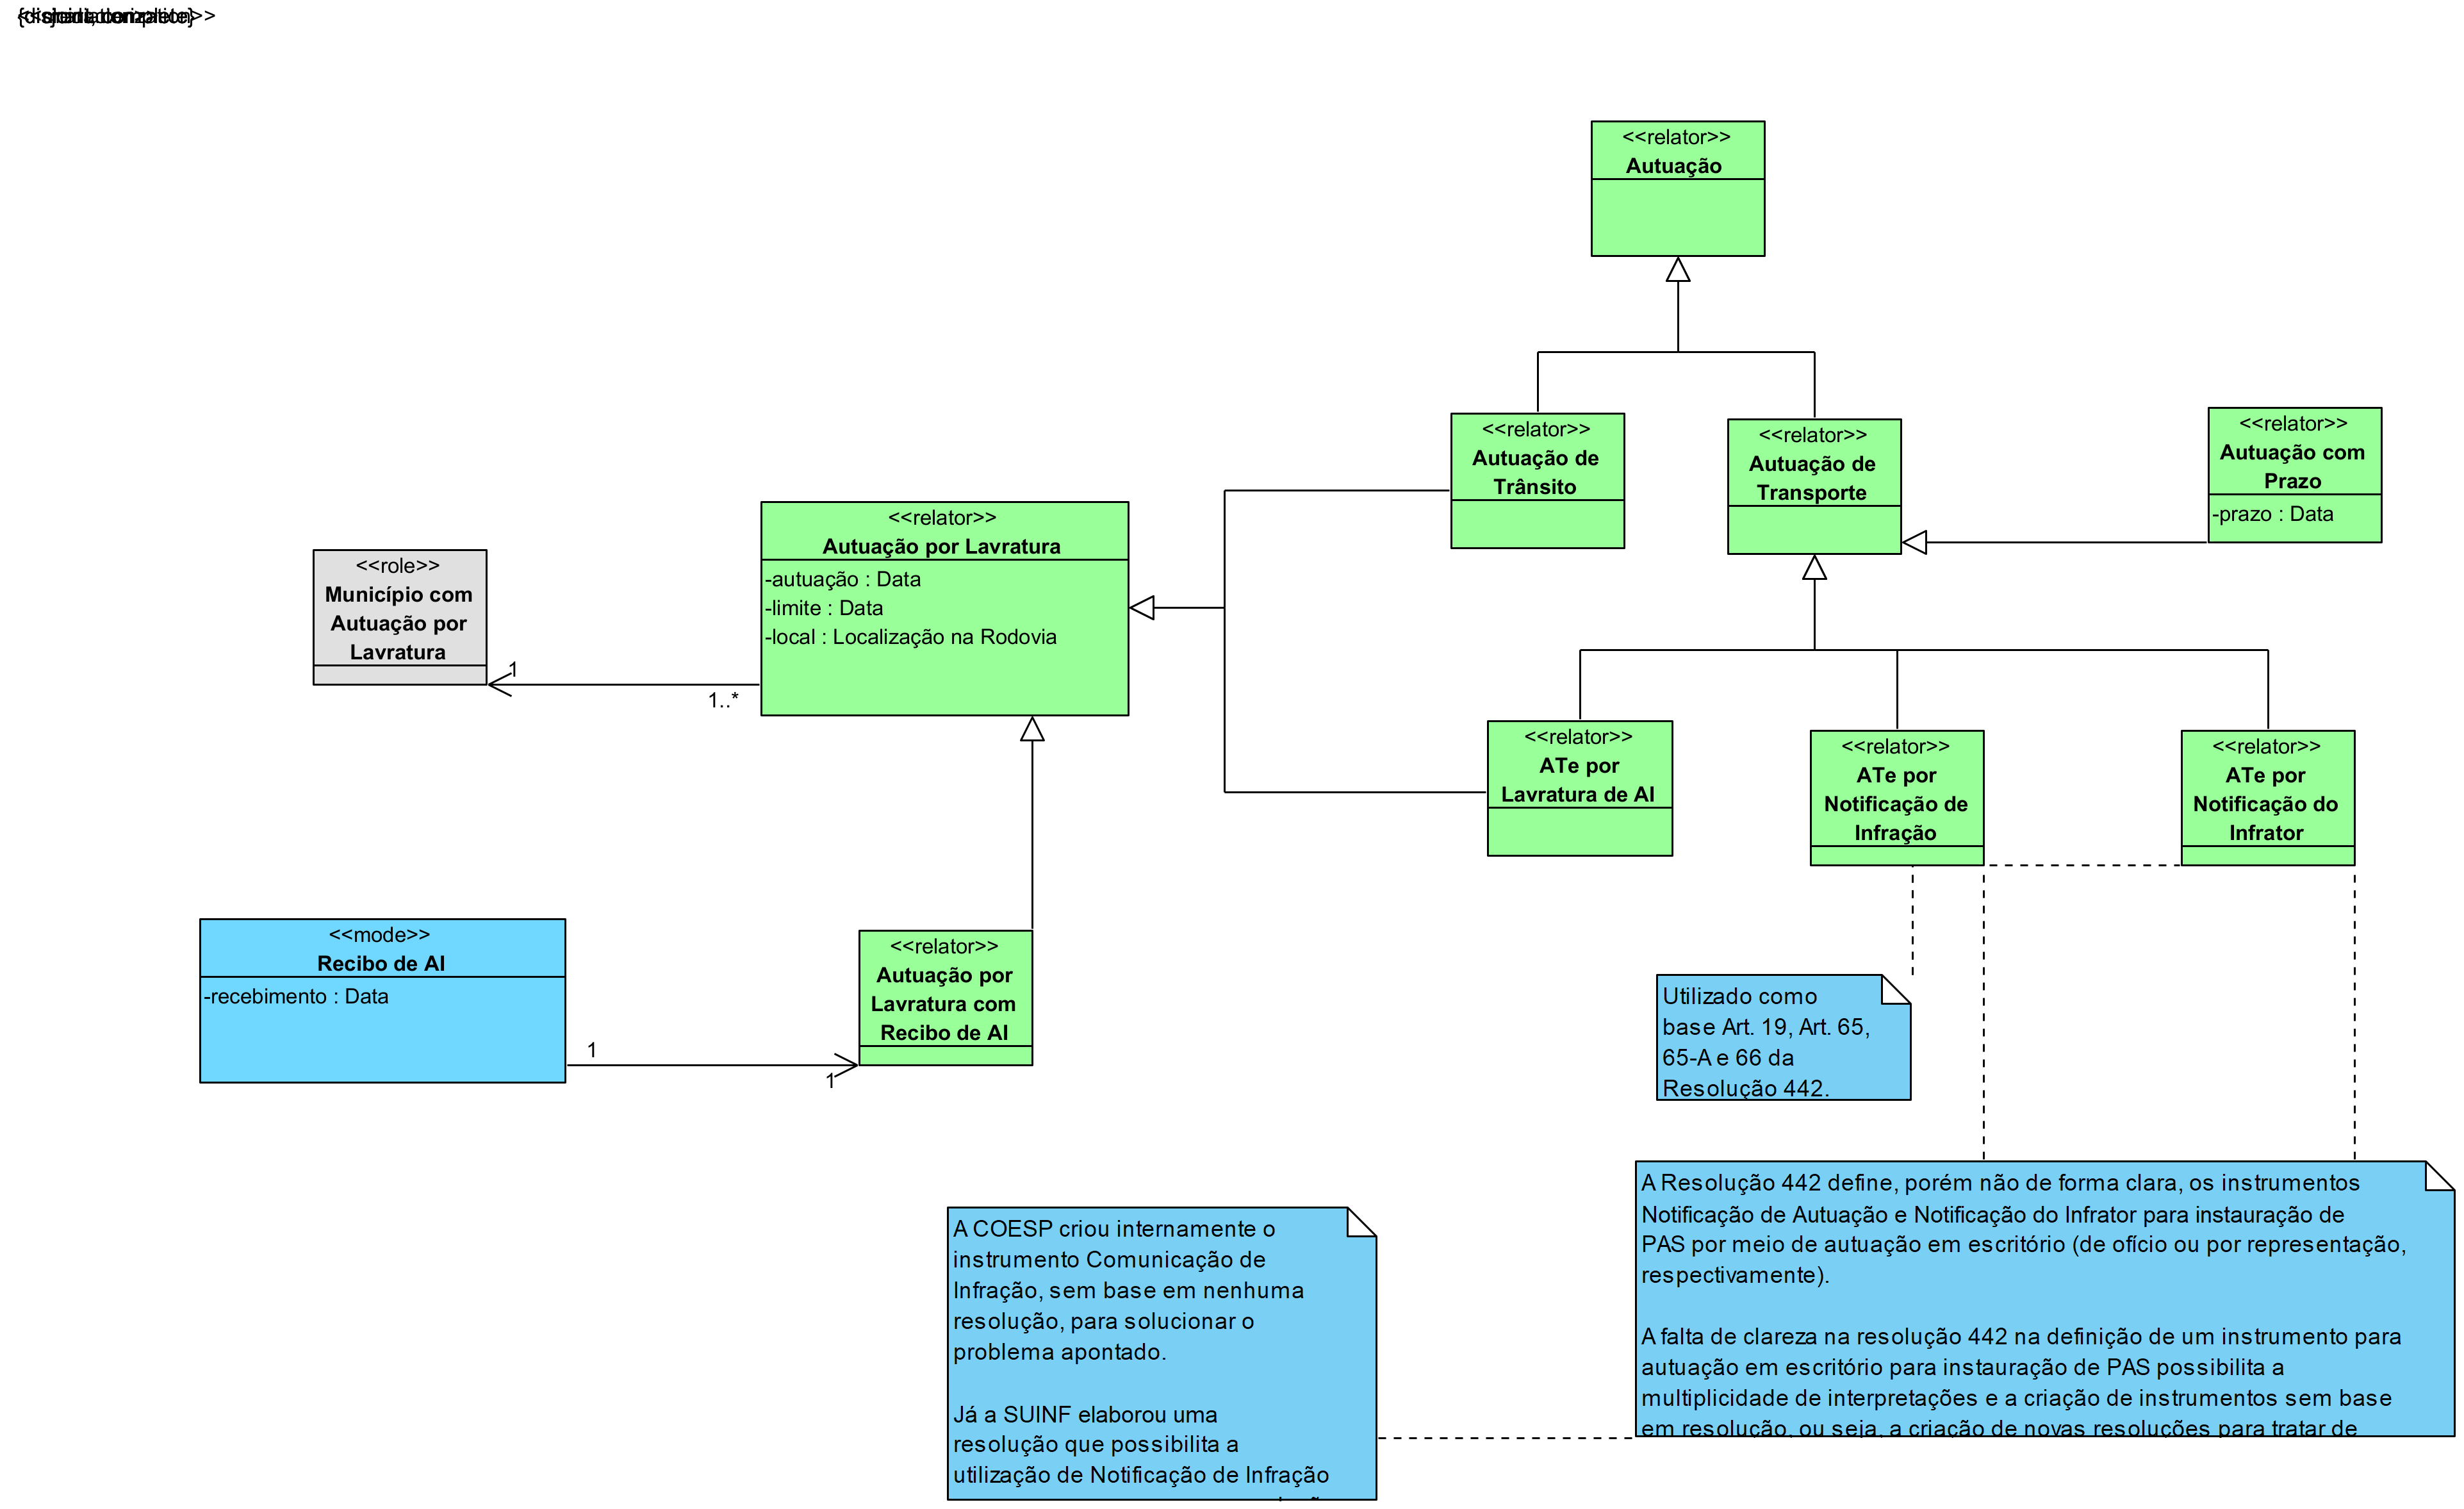 <<relator>>
Autuação
<<relator>>
Autuação de
Trânsito
<<relator>>
Autuação de
Transporte
<<relator>>
Autuação com
Prazo
-prazo : Data
<<relator>>
Autuação por Lavratura
-autuação : Data
-limite : Data
-local : Localização na Rodovia
<<role>>
Município com
Autuação por
Lavratura
1
1..*
<<relator>>
ATe por
Lavratura de AI
<<relator>>
ATe por
Notificação de
Infração
<<relator>>
ATe por
Notificação do
Infrator
<<mode>>
Recibo de AI
-recebimento : Data
1
1
<<relator>>
Autuação por
Lavratura com
Recibo de AI
Utilizado como
base Art. 19, Art. 65,
65-A e 66 da
Resolução 442.
A Resolução 442 define, porém não de forma clara, os instrumentos
Notificação de Autuação e Notificação do Infrator para instauração de
PAS por meio de autuação em escritório (de ofício ou por representação,
respectivamente).
A falta de clareza na resolução 442 na definição de um instrumento para
autuação em escritório para instauração de PAS possibilita a
multiplicidade de interpretações e a criação de instrumentos sem base
em resolução, ou seja, a criação de novas resoluções para tratar de
A COESP criou internamente o
instrumento Comunicação de
Infração, sem base em nenhuma
resolução, para solucionar o
problema apontado.
Já a SUINF elaborou uma
resolução que possibilita a
utilização de Notificação de Infração